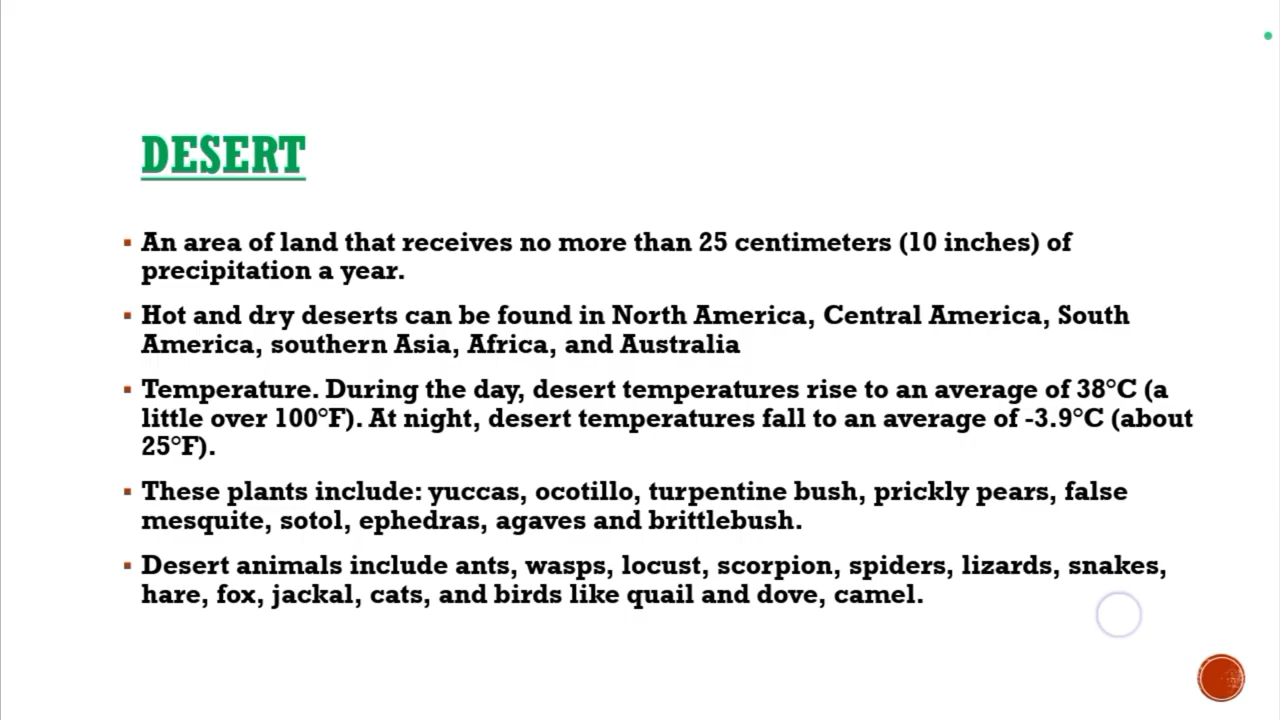 DESERT
▪ An area of land that receives no more than 25 centimeters (10 inches) of
precipitation a year.
▪ Hot and dry deserts can be found in North America, Central America, South
America, southern Asia, Africa, and Australia
▪ Temperature. During the day, desert temperatures rise to an average of 38°C (a
little over 100°F). At night, desert temperatures fall to an average of -3.9°C (about
25°F).
▪ These plants include: yuccas, ocotillo, turpentine bush, prickly pears, false
mesquite, sotol, ephedras, agaves and brittlebush.
▪ Desert animals include ants, wasps, locust, scorpion, spiders, lizards, snakes,
hare, fox, jackal, cats, and birds like quail and dove, camel.